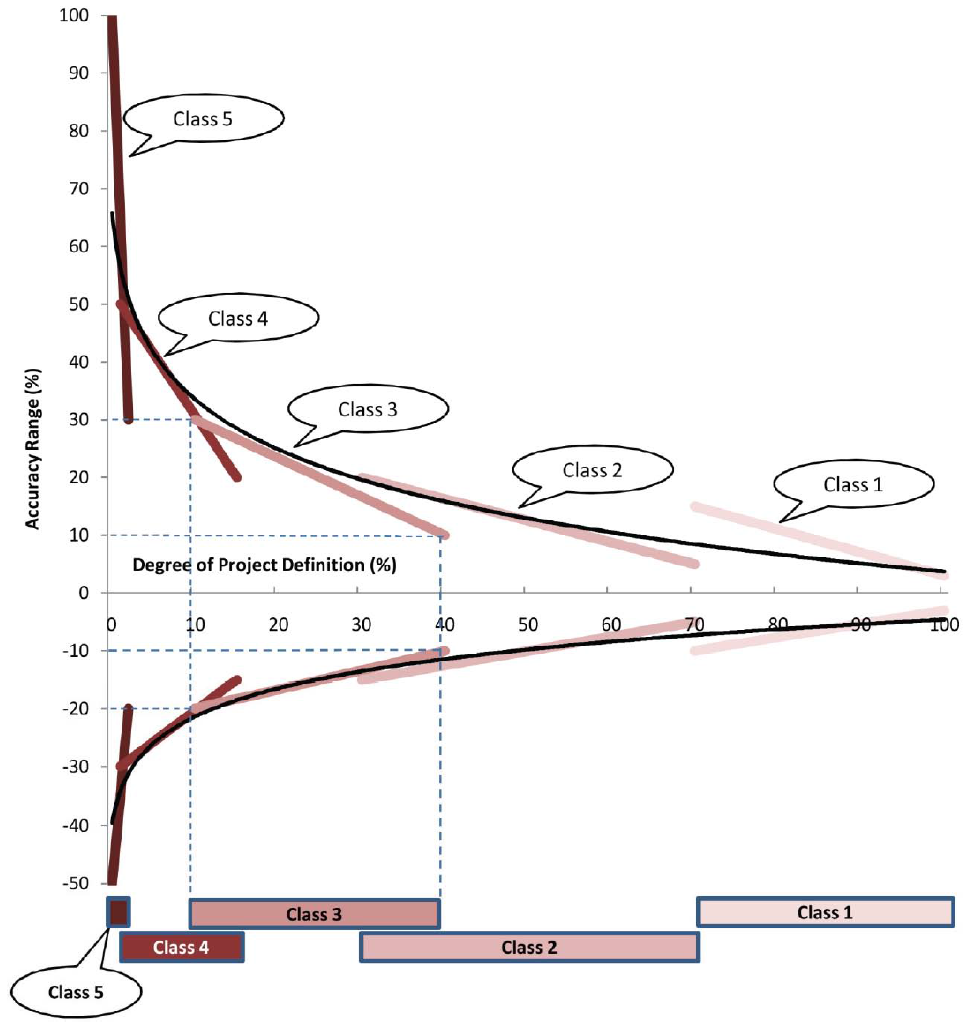 100
90
80
70
60
50
40
30
20
10
0
-10
-20
-30
-40
-50
Accuracy Range (%)
Class 5
Class 4
Class 3
Class 2
Class 1
Degree of Project Definition (%)
0 10 20 30 40 50 60 70 80 90 100
Class 3
Class 1
Class 4
Class 2
Class 5